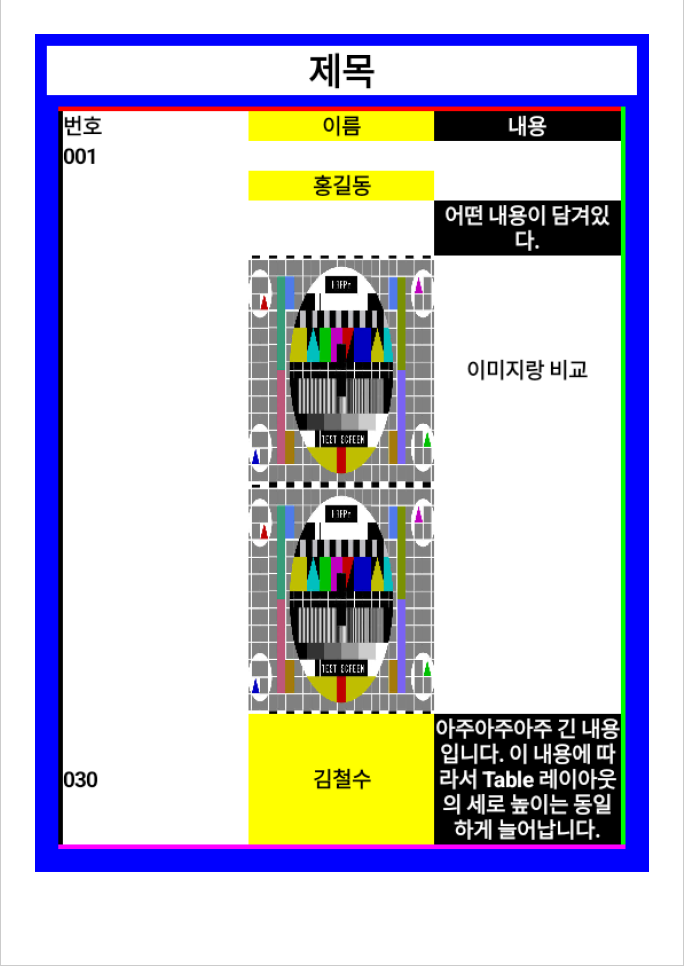 제목
번호 이름 내용
001
홍길동
어떤 내용이 담겨있
다.
이미지랑 비교
TEST SCREEN
TEST SCREEN
아주아주아주 긴 내용
입니다. 이 내용에 따
030 김철수 라서 Table 레이아웃
의 세로 높이는 동일
하게 늘어납니다.